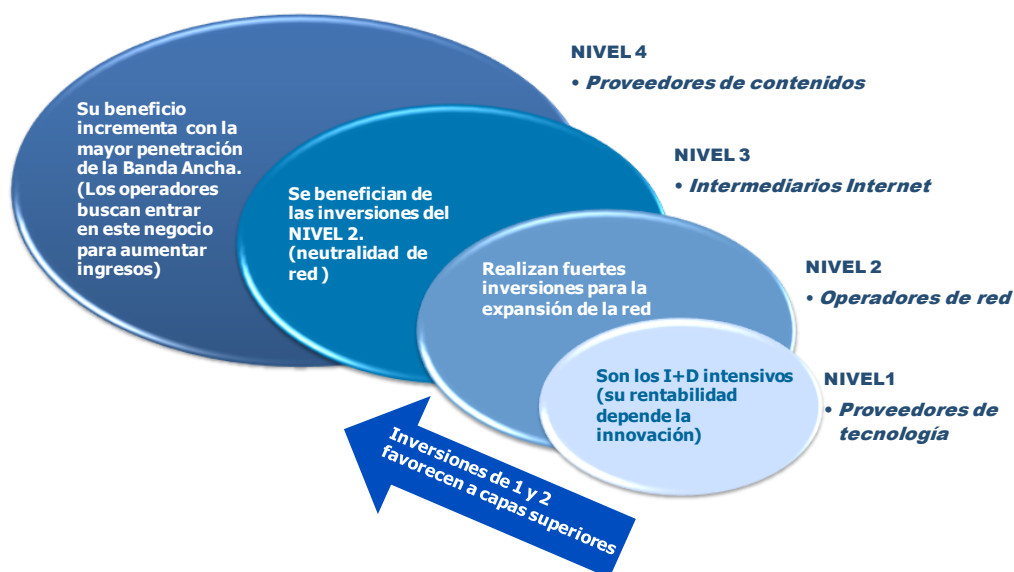 NIVEL 4
• Proveedores de contenidos
Su beneficio
incrementa con la
mayor penetración
de la Banda Ancha.
(Los operadores
buscan entrar
en este negocio
para aumentar
ingresos)
NIVEL 3
• Intermediarios Internet
Se benefician de
las inversiones del
NIVEL 2.
(neutralidad de
red )
NIVEL 2
• Operadores de red
Realizan fuertes
inversiones para la
expansión de la red
NIVEL1
• Proveedores de
tecnología
Son los I+D intensivos
(su rentabilidad
depende la
innovación)
Inversiones de 1 y 2
favorecen a capas superiores